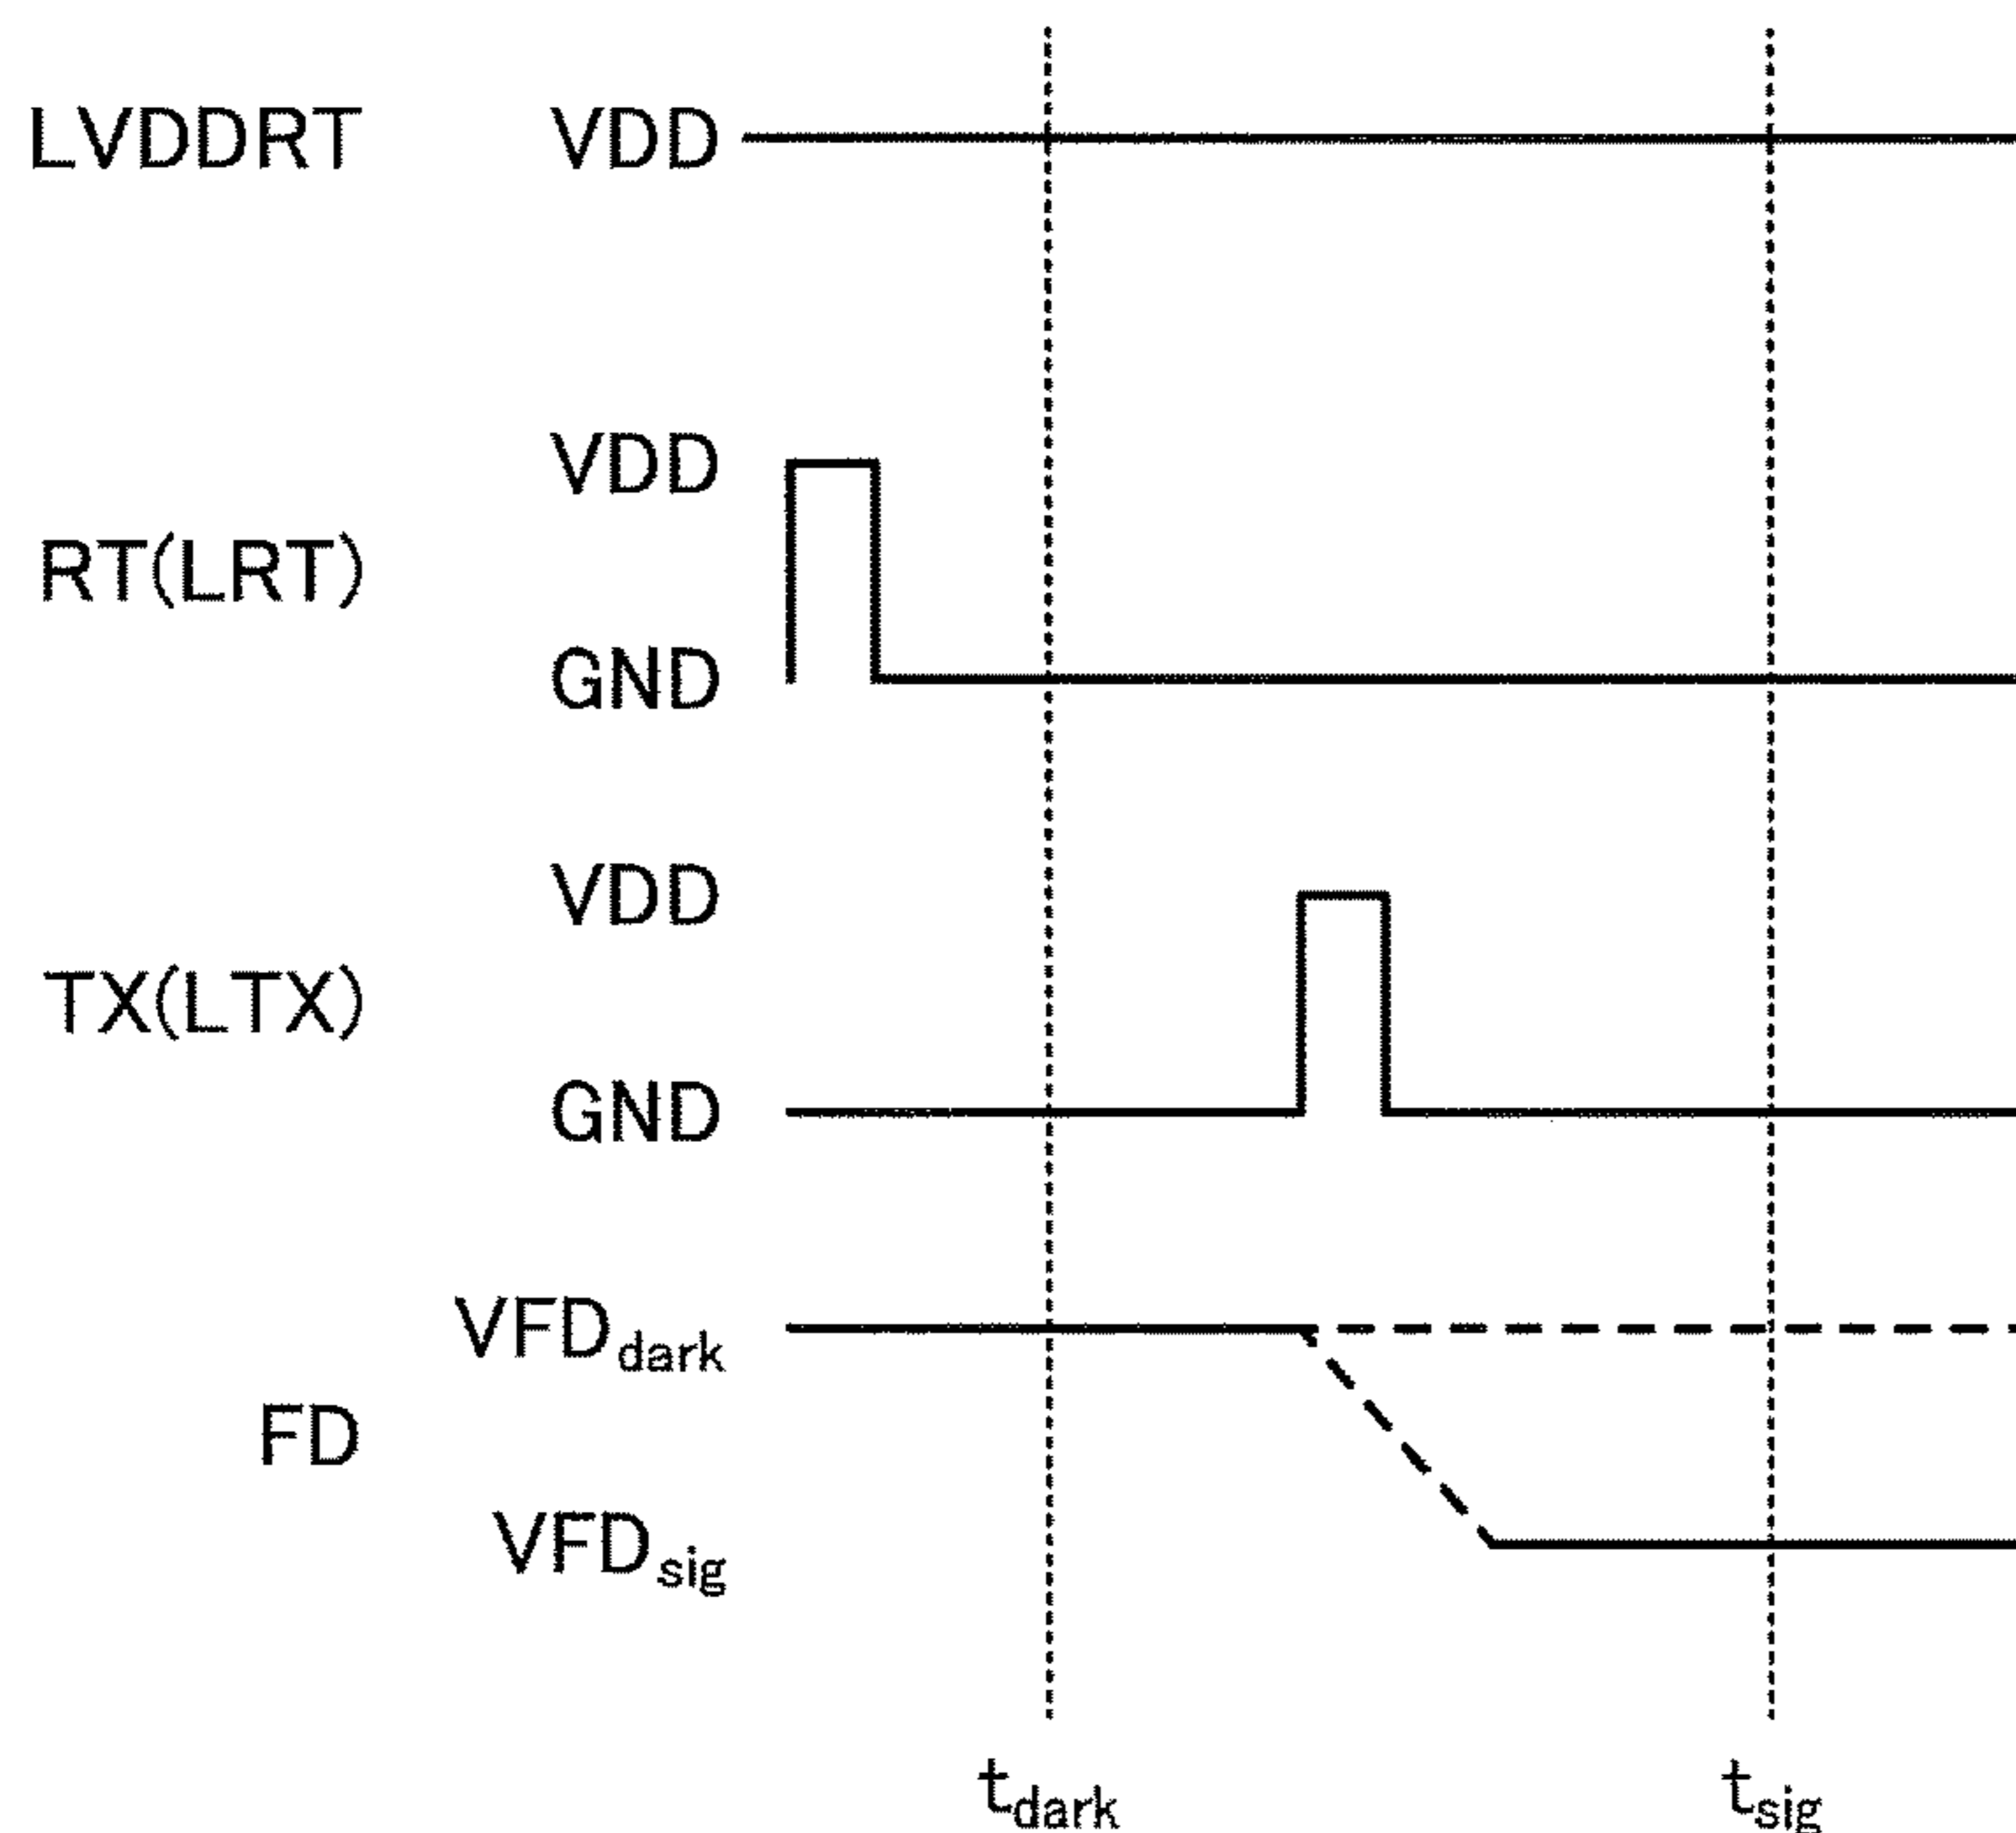 LVDDRT VDD
VDD
RT(LRT)
GND
VDD
TX(LTX)
GND
VFDdark
FD
VFDsig
tdark tsig